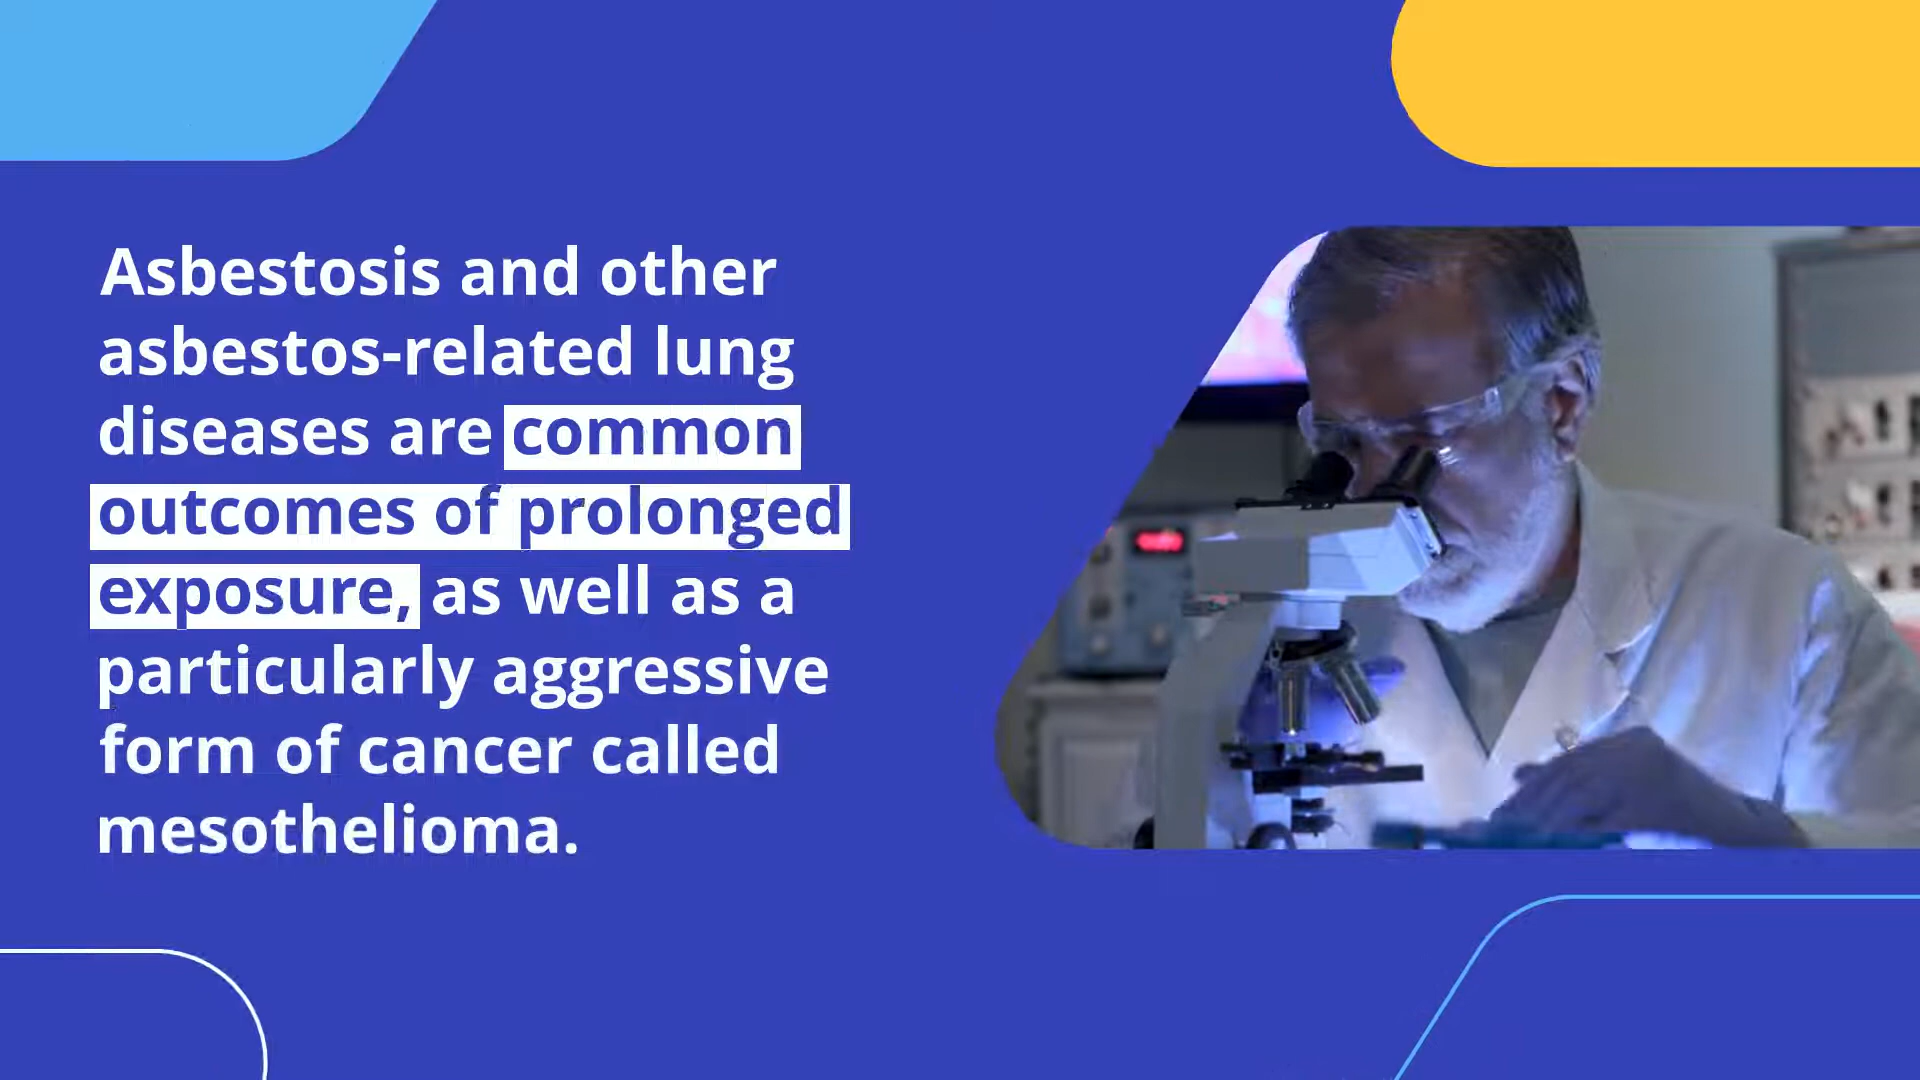 Asbestosis and other
asbestos-related lung
diseases are common
outcomes of prolonged
exposure, as well as a
particularly aggressive
form of cancer called
mesothelioma.